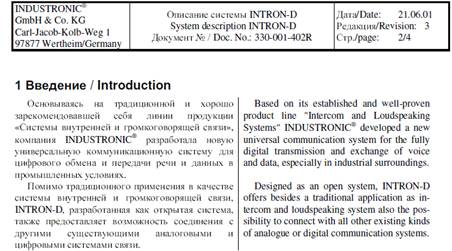 INDUSTRONIC®
GmbH & Co. KG
Carl-Jacob-Kolb-Weg 1
97877 Wertheim/Germany
Описание системы INTRON-D
System description INTRON-D
Документ № / Doc. No.: 330-001-402R
Дата/Date: 21.06.01
Редакция/Revision: 3
Стр./page: 2/4
1 Введение / Introduction
Основываясь на традиционной и хорошо
зарекомендовавшей себя линии продукции
«Системы внутренней и громкоговорящей связи»,
компания INDUSTRONIC® разработала новую
универсальную коммуникационную систему для
цифрового обмена и передачи речи и данных в
промышленных условиях.
Помимо традиционного применения в качестве
системы внутренней и громкоговорящей связи,
INTRON-D, разработанная как открытая система,
также предоставляет возможность соединения с
другими существующими аналоговыми и
цифровыми системами связи.
Based on its established and well-proven
product line "Intercom and Loudspeaking
Systems" INDUSTRONIC® developed a new
universal communication system for the fully
digital transmission and exchange of voice
and data, especially in industrial surroundings.
Designed as an open system, INTRON-D
offers besides a traditional application as in-
tercom and loudspeaking system also the pos-
sibility to connect with all other existing kinds
of analogue or digital communication systems.